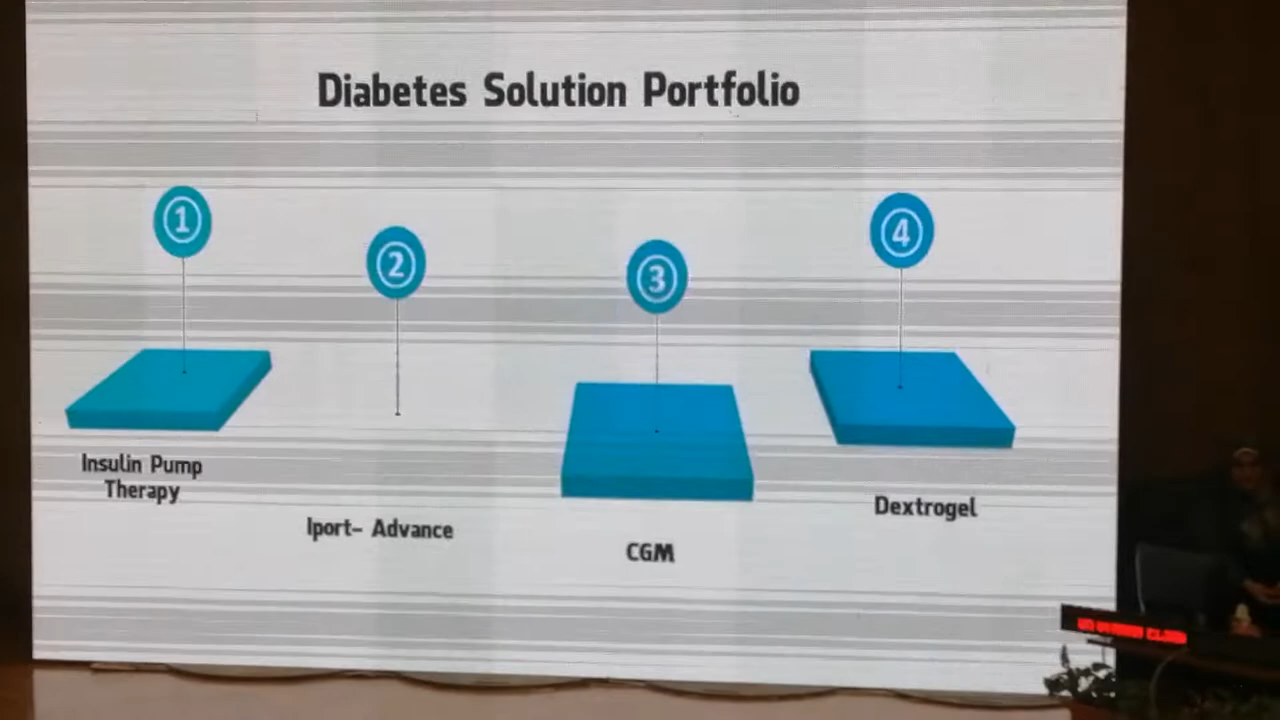 Diabetes Solution Portfolio
1
2
3
4
Insulin Pump
Therapy
Iport- Advance
CGM
Dextrogel